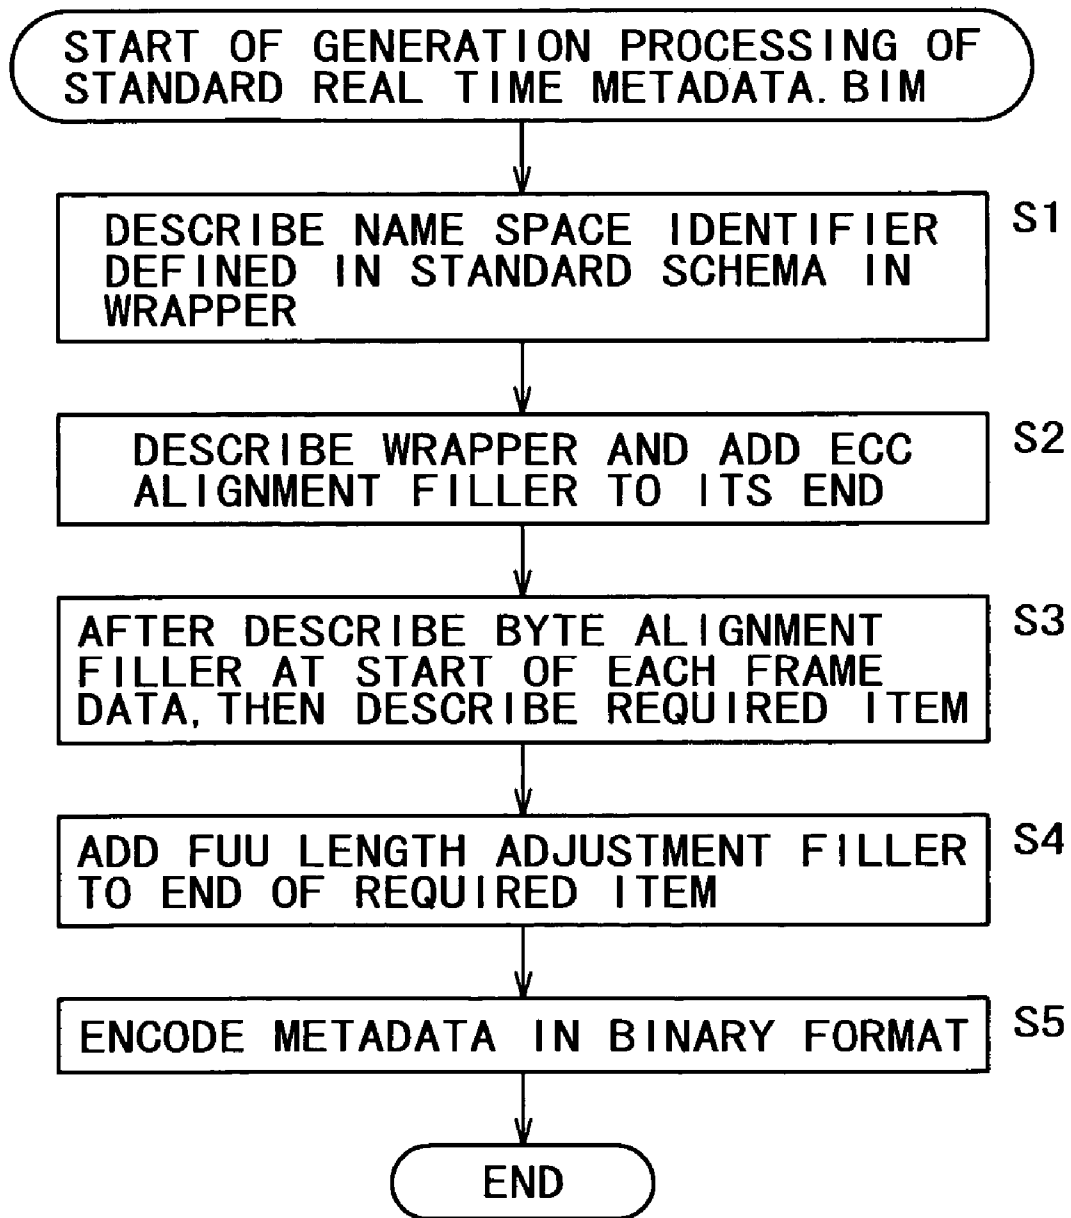 START OF GENERATION PROCESSING OF
STANDARD REAL TIME METADATA.BIM
DESCRIBE NAME SPACE IDENTIFIER
DEFINED IN STANDARD SCHEMA IN
WRAPPER
S1
DESCRIBE WRAPPER AND ADD ECC
ALIGNMENT FILLER TO ITS END
S2
AFTER DESCRIBE BYTE ALIGNMENT
FILLER AT START OF EACH FRAME
DATA, THEN DESCRIBE REQUIRED ITEM
S3
ADD FUU LENGTH ADJUSTMENT FILLER
TO END OF REQUIRED ITEM
S4
ENCODE METADATA IN BINARY FORMAT
S5
END